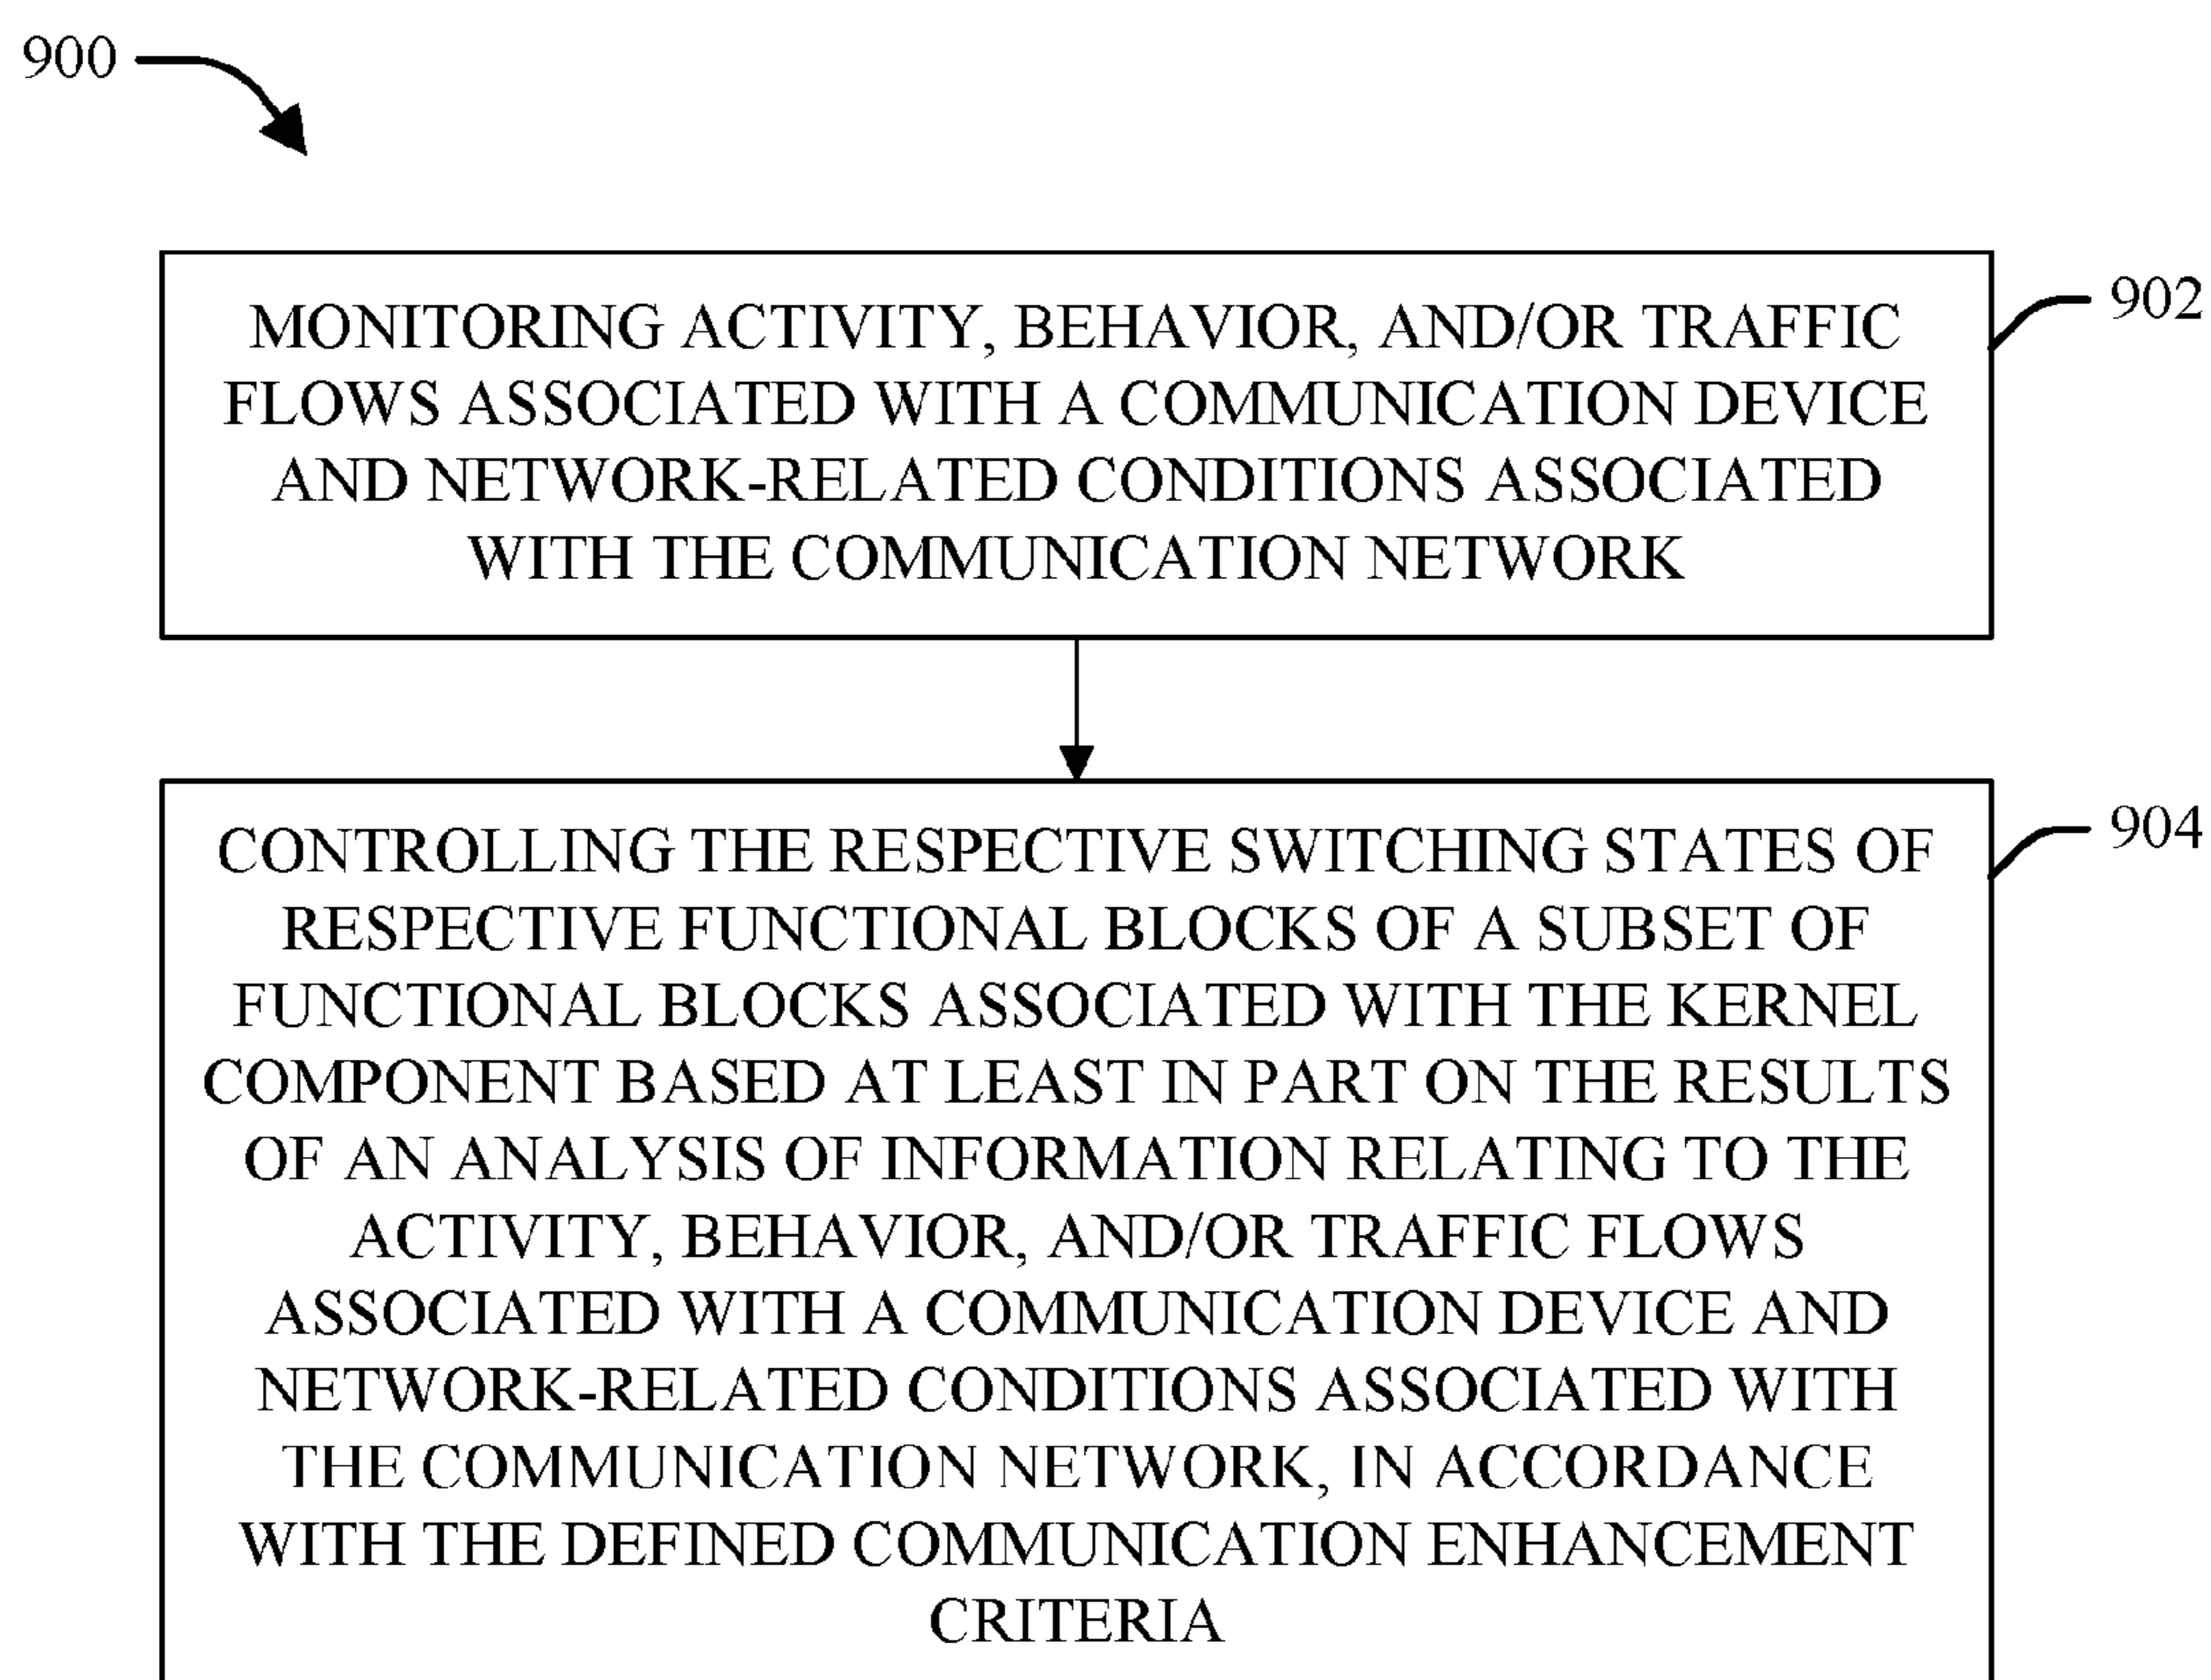 900
902
MONITORING ACTIVITY, BEHAVIOR, AND/OR TRAFFIC
FLOWS ASSOCIATED WITH A COMMUNICATION DEVICE
AND NETWORK-RELATED CONDITIONS ASSOCIATED
WITH THE COMMUNICATION NETWORK
904
CONTROLLING THE RESPECTIVE SWITCHING STATES OF
RESPECTIVE FUNCTIONAL BLOCKS OF A SUBSET OF
FUNCTIONAL BLOCKS ASSOCIATED WITH THE KERNEL
COMPONENT BASED AT LEAST IN PART ON THE RESULTS
OF AN ANALYSIS OF INFORMATION RELATING TO THE
ACTIVITY, BEHAVIOR, AND/OR TRAFFIC FLOWS
ASSOCIATED WITH A COMMUNICATION DEVICE AND
NETWORK-RELATED CONDITIONS ASSOCIATED WITH
THE COMMUNICATION NETWORK, IN ACCORDANCE
WITH THE DEFINED COMMUNICATION ENHANCEMENT
CRITERIA